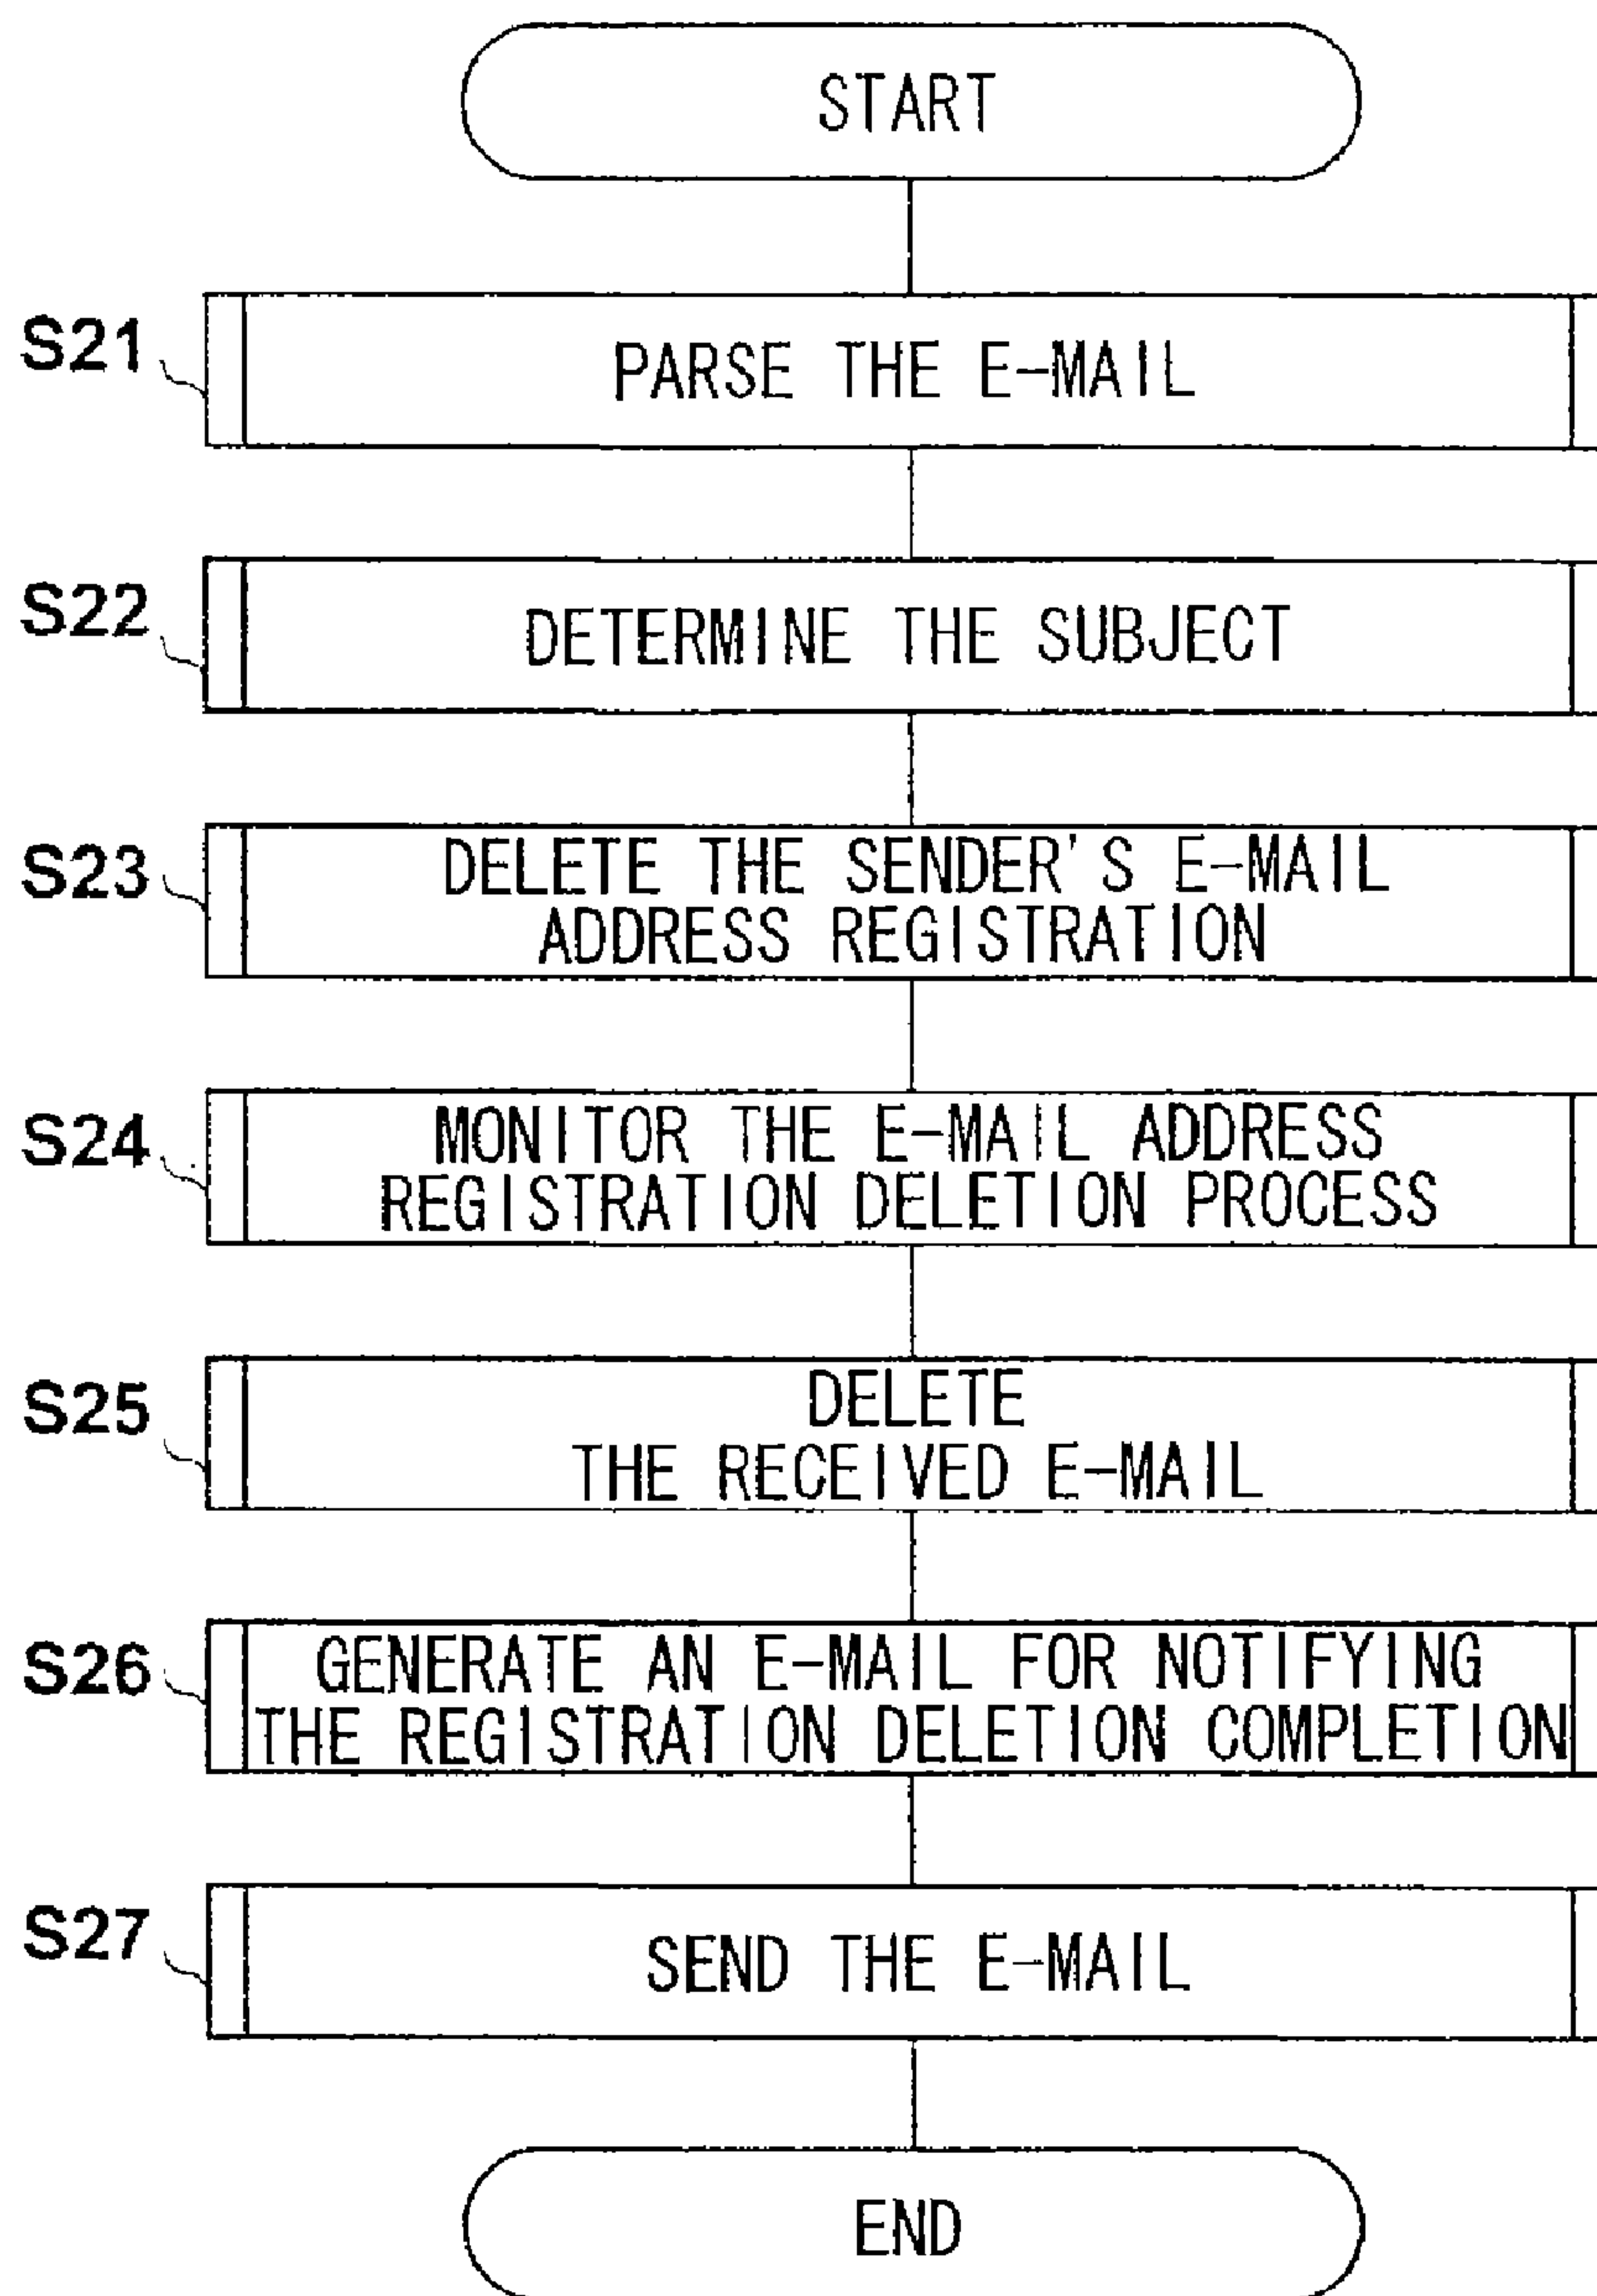 START
S21
PARSE THE E-MAIL
S22
DETERMINE THE SUBJECT
S23
DELETE THE SENDER'S E-MAIL
ADDRESS REGISTRATION
S24
MONITOR THE E-MAIL ADDRESS
REGISTRATION DELETION PROCESS
S25
DELETE
THE RECEIVED E-MAIL
S26
GENERATE AN E-MAIL FOR NOTIFYING
THE REGISTRATION DELETION COMPLETION
S27
SEND THE E-MAIL
END